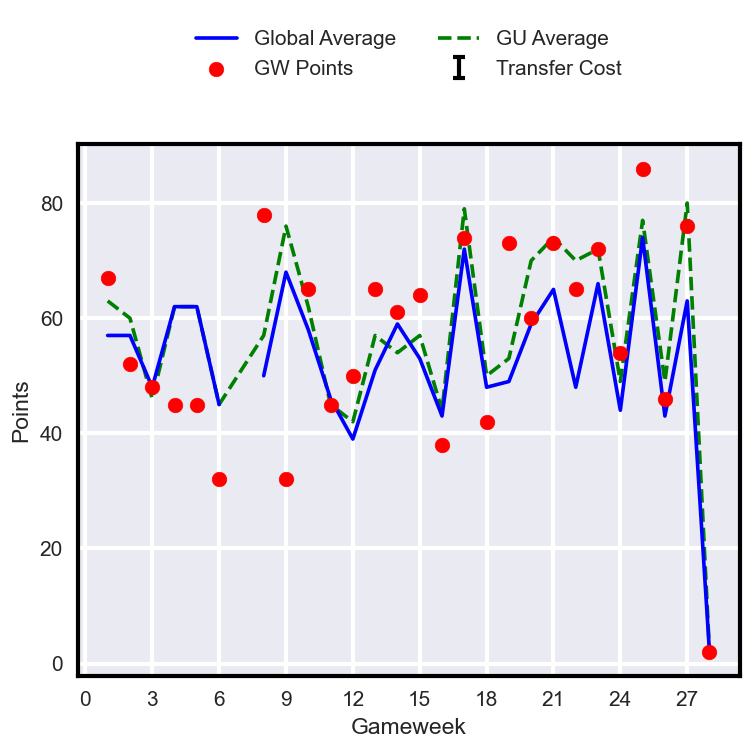 Global Average
GU Average
GW Points
Transfer Cost
80
60
40
20
0
Points
0 3 6 9 12 15 18 21 24 27
Gameweek